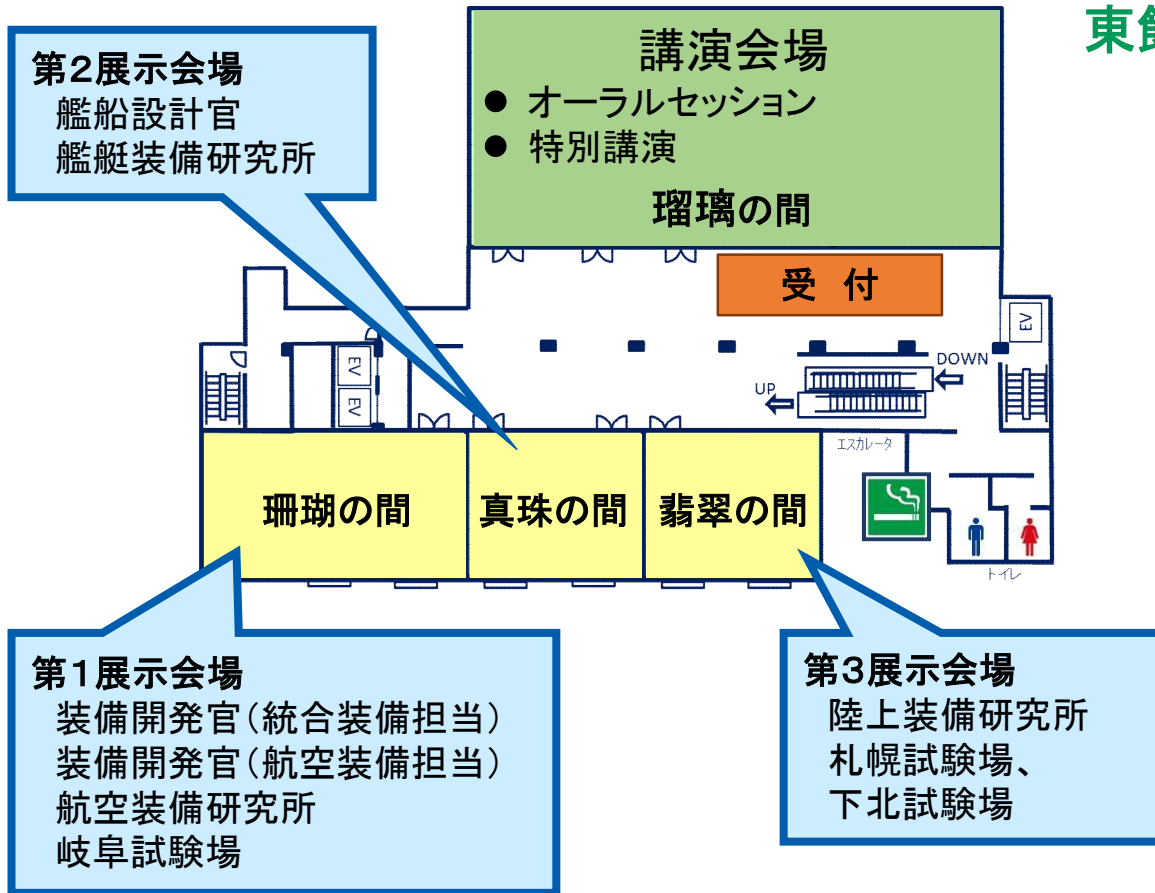 東館
第2展示会場
艦船設計官
艦艇装備研究所
講演会場
● オーラルセッション
● 特別講演
瑠璃の間
受 付
EV
EV
EV
DOWN
UP
エスカレータ
珊瑚の間
真珠の間
翡翠の間
トイレ
第1展示会場
装備開発官(統合装備担当)
装備開発官(航空装備担当)
航空装備研究所
岐阜試験場
第3展示会場
陸上装備研究所
札幌試験場、
下北試験場